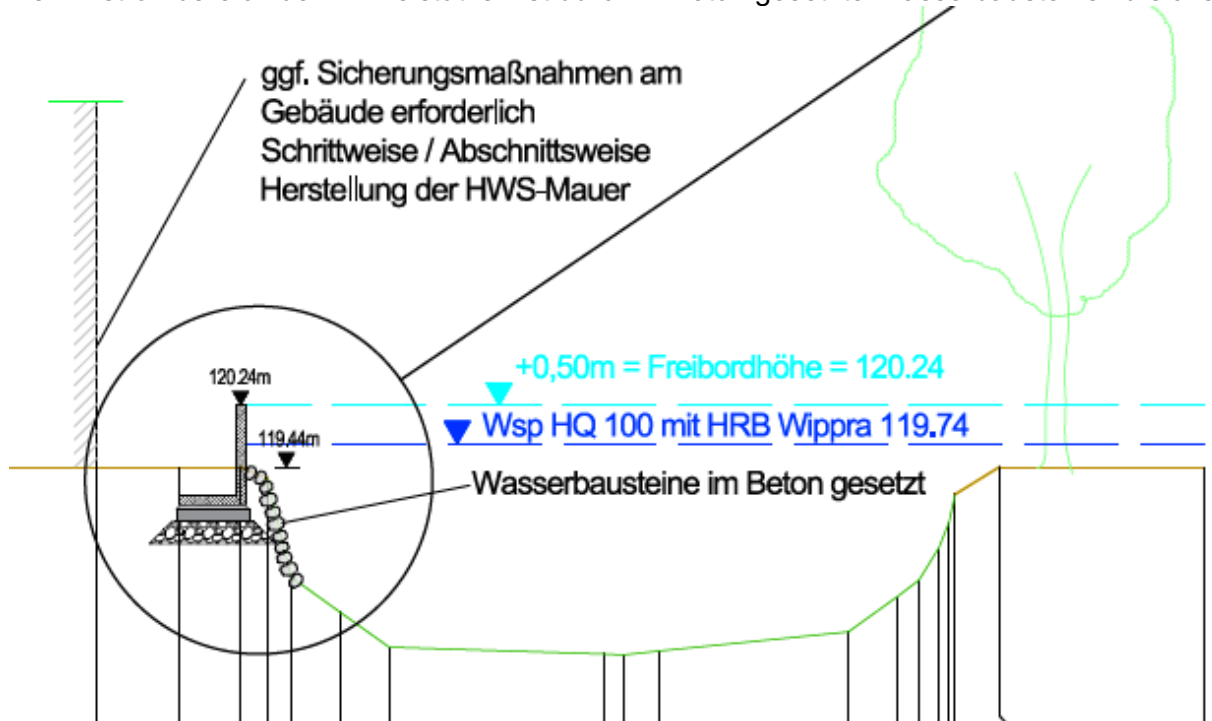 ggf. Sicherungsmaßnahmen am
Gebäude erforderlich
Schrittweise / Abschnittsweise
Herstellung der HWS-Mauer
120.24m
+0,50m = Freibordhöhe = 120.24
119.44m
Wsp HQ 100 mit HRB Wippra 119.74
Wasserbausteine im Beton gesetzt